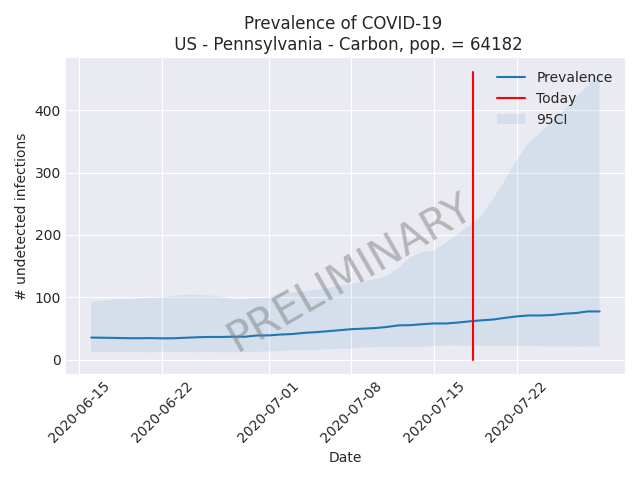 Prevalence of COVID-19
US - Pennsylvania - Carbon, pop. = 64182
Prevalence
Today
95CI
400
300
200
100
0
# undetected infections
PRELIMINARY
2020-06-15
2020-06-22
2020-07-01
2020-07-08
2020-07-15
2020-07-22
Date